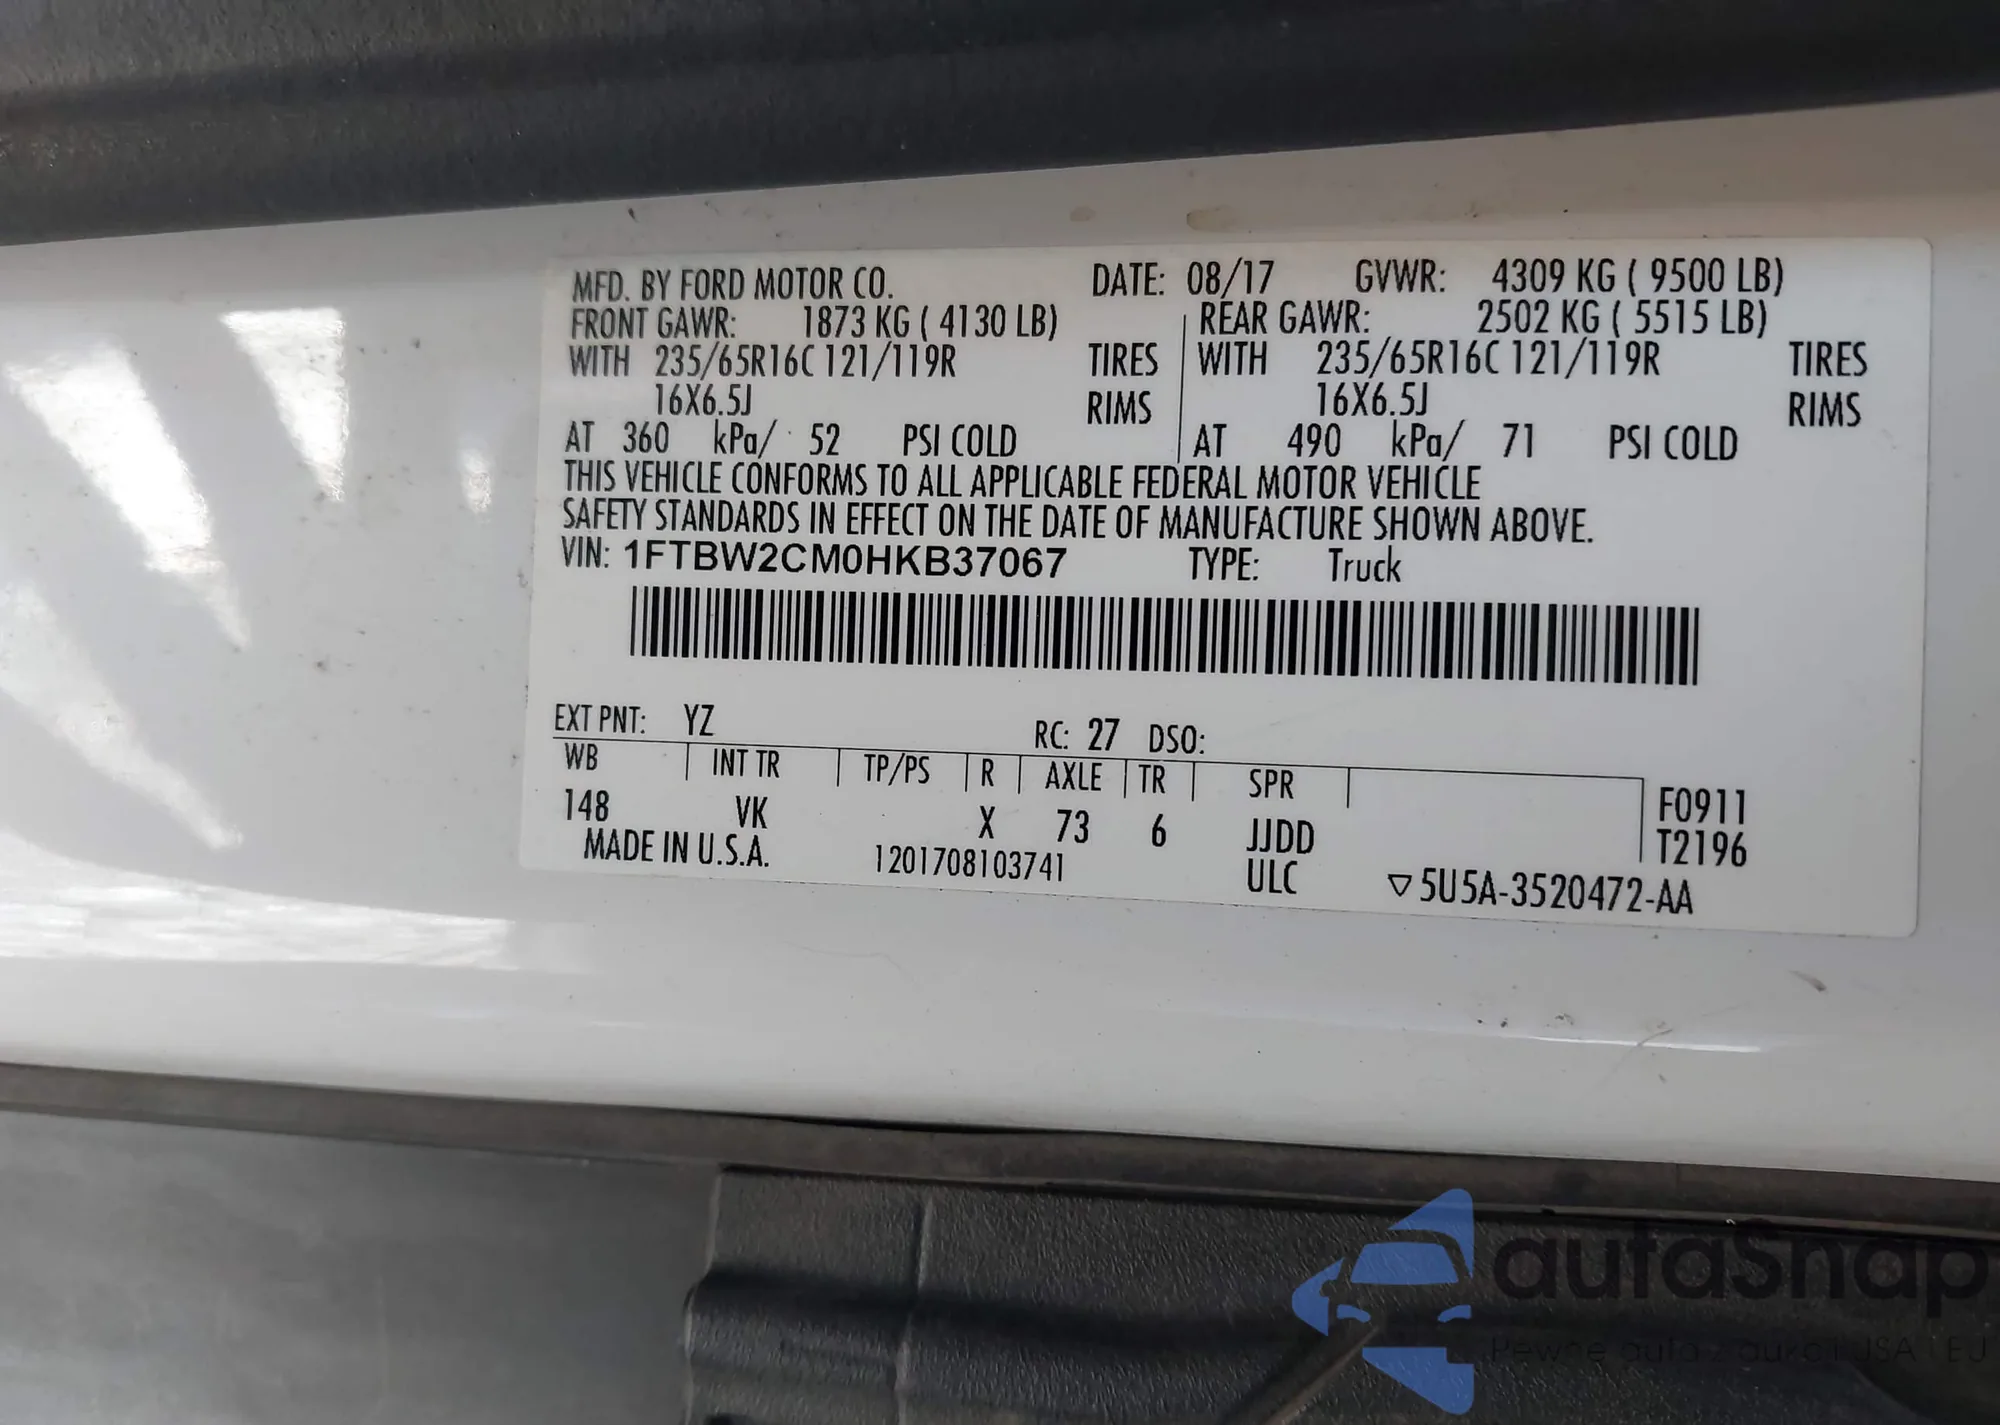 MFD. BY FORD MOTOR CO. DATE: 08/17 GVWR: 4309 KG ( 9500 LB)
FRONT GAWR: 1873 KG ( 4130 LB) REAR GAWR: 2502 KG ( 5515 LB)
WITH 235/65R16C 121/119R TIRES WITH 235/65R16C 121/119R TIRES
16X6.5J RIMS 16X6.5J RIMS
AT 360 kPa/ 52 PSI COLD AT 490 kPa/ 71 PSI COLD
THIS VEHICLE CONFORMS TO ALL APPLICABLE FEDERAL MOTOR VEHICLE
SAFETY STANDARDS IN EFFECT ON THE DATE OF MANUFACTURE SHOWN ABOVE.
VIN: 1FTBW2CM0HKB37067 TYPE: Truck
EXT PNT: YZ RC: 27 DSO:
WB INT TR TP/PS R AXLE TR SPR
148 VK X 73 6 JJDD F0911
T2196
MADE IN U.S.A. 1201708103741 ULC ▽5U5A-3520472-AA
autoSnap
Pewne auta z aukcji USA i EU